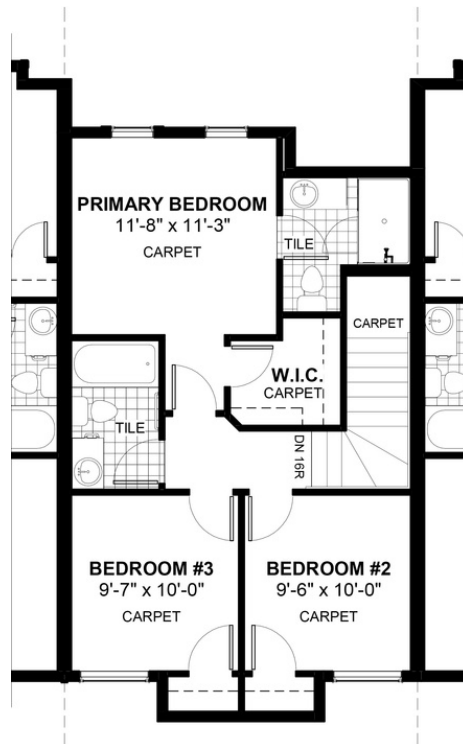 PRIMARY BEDROOM
11'-8" x 11'-3"
CARPET
TILE
CARPET
W.I.C.
CARPET
TILE
DN 16R
BEDROOM #3
9'-7" x 10'-0"
CARPET
BEDROOM #2
9'-6" x 10'-0"
CARPET